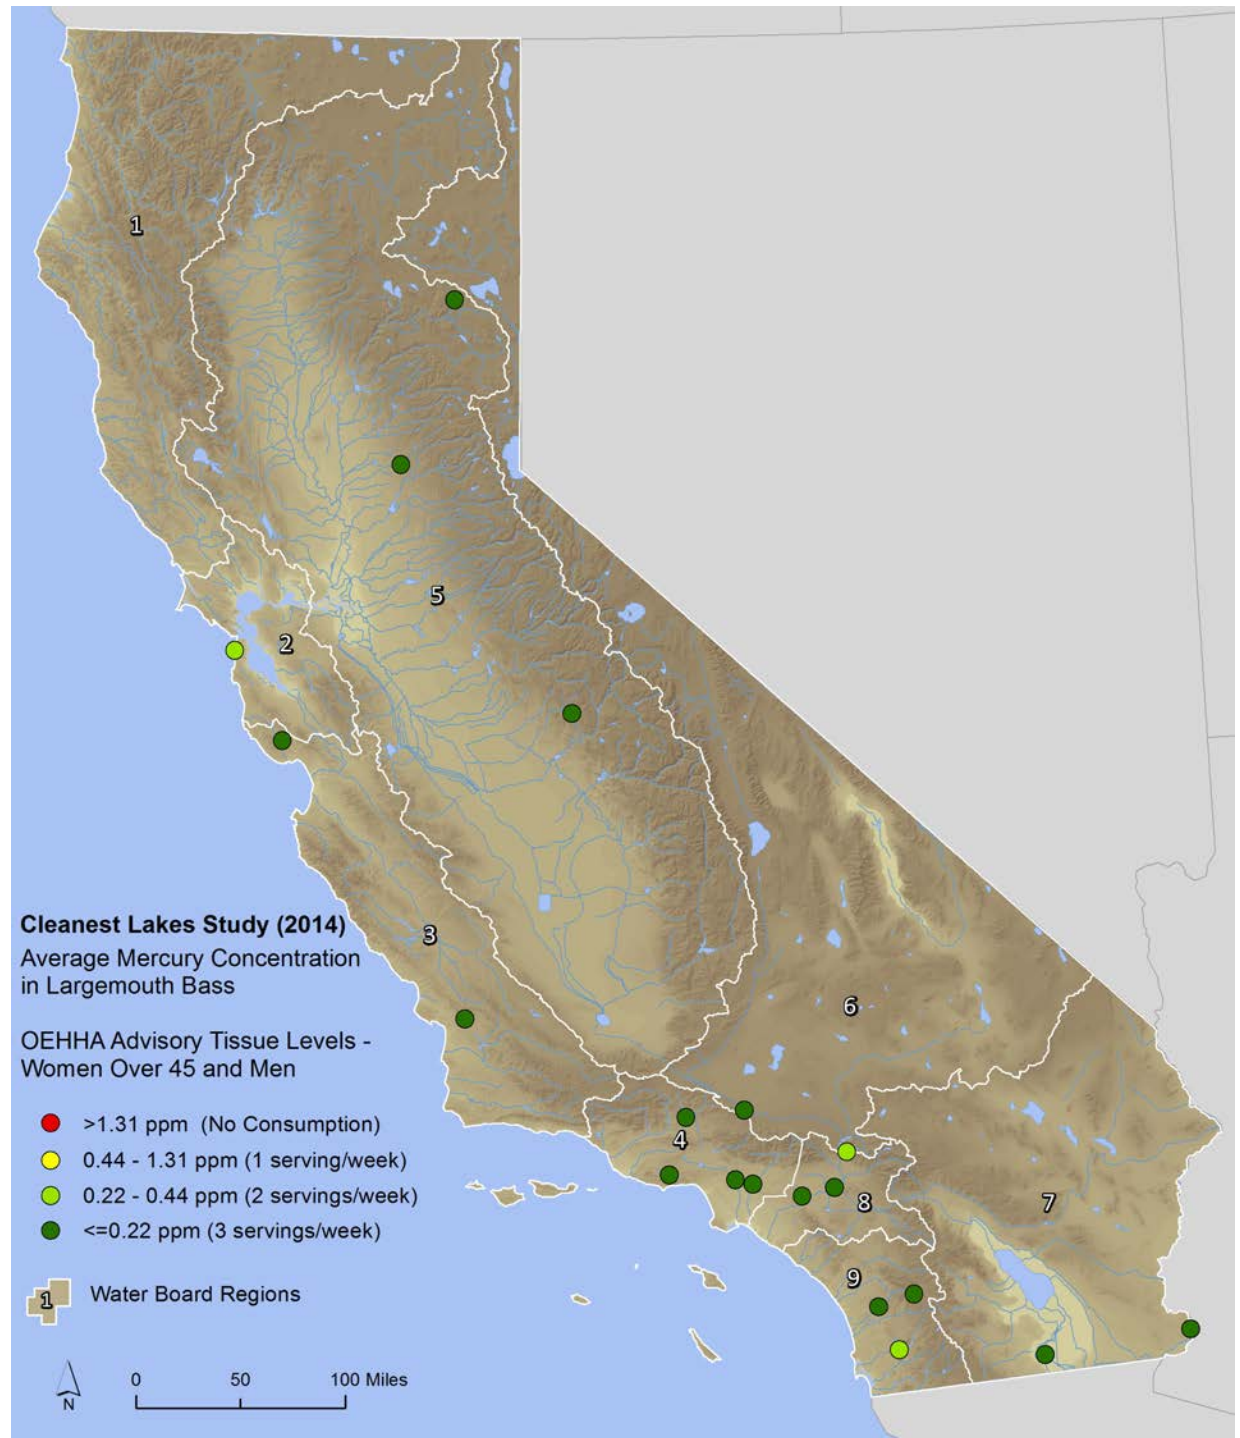 1
5
2
3
6
4
7
8
9
Cleanest Lakes Study (2014)
Average Mercury Concentration
in Largemouth Bass
OEHHA Advisory Tissue Levels -
Women Over 45 and Men
>1.31 ppm (No Consumption)
0.44 - 1.31 ppm (1 serving/week)
0.22 - 0.44 ppm (2 servings/week)
<=0.22 ppm (3 servings/week)
1 Water Board Regions
N
0 50 100 Miles